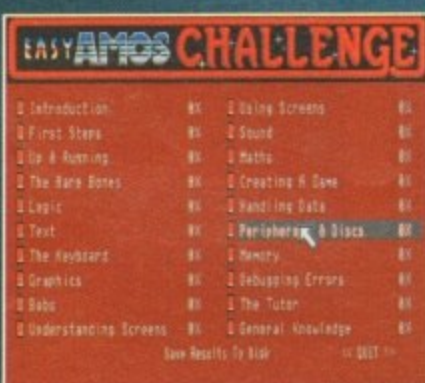 EASY AMOS CHALLENGE
Introduction 0%
First Steps 0%
Up & Running 0%
The Bare Bones 0%
Logic 0%
Text 0%
The Keyboard 0%
Graphics 0%
Bobs 0%
Understanding Screens 0%
Using Screens 0%
Sound 0%
Maths 0%
Creating A Game 0%
Handling Data 0%
Peripherals & Discs 0%
Memory 0%
Debugging Errors 0%
The Tutor 0%
General Knowledge 0%
Save Results To Disk
<< QUIT >>